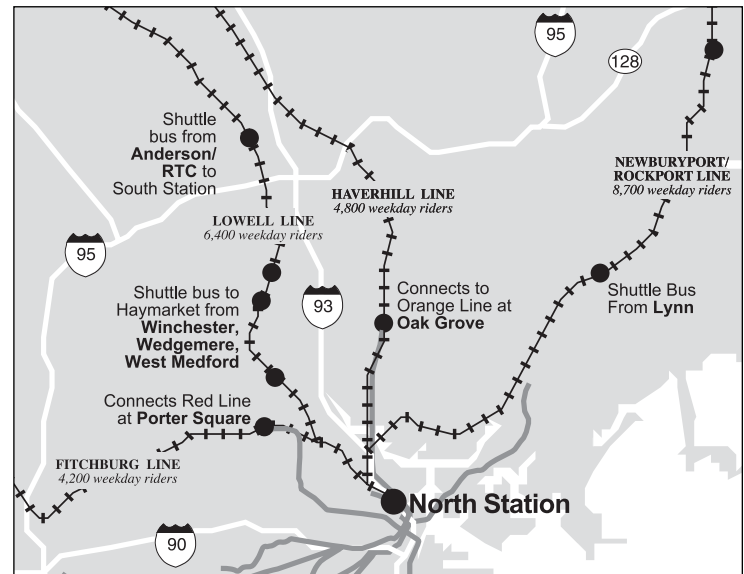 95
128
Shuttle
bus from
Anderson/
RTC to
South Station
NEWBURYPORT/
ROCKPORT LINE
8,700 weekday riders
HAVERHILL LINE
4,800 weekday riders
LOWELL LINE
6,400 weekday riders
95
Shuttle bus to
Haymarket from
Winchester,
Wedgemere,
West Medford
93
Connects to
Orange Line at
Oak Grove
Shuttle Bus
From Lynn
Connects Red Line
at Porter Square
FITCHBURG LINE
4,200 weekday riders
North Station
90